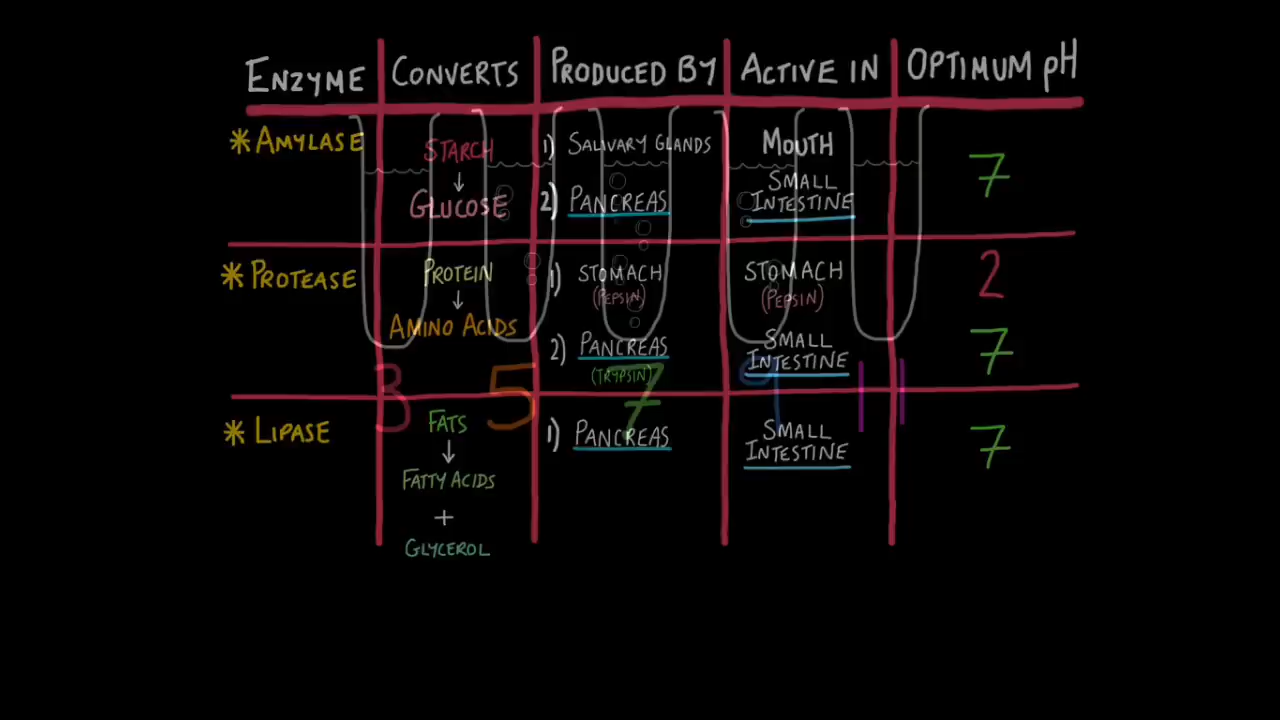 ENZYME CONVERTS PRODUCED BY ACTIVE IN OPTIMUM pH
* AMYLASE
STARCH
↓
GLUCOSE
1) SALIVARY GLANDS
2) PANCREAS
MOUTH
SMALL
INTESTINE
7
* PROTEASE
PROTEIN
↓
AMINO ACIDS
1) STOMACH
(PEPSIN)
2) PANCREAS
(TRYPSIN)
STOMACH
(PEPSIN)
SMALL
INTESTINE
2
7
* LIPASE
FATS
↓
FATTY ACIDS
+
GLYCEROL
1) PANCREAS
SMALL
INTESTINE
7
3 5 7 9 11